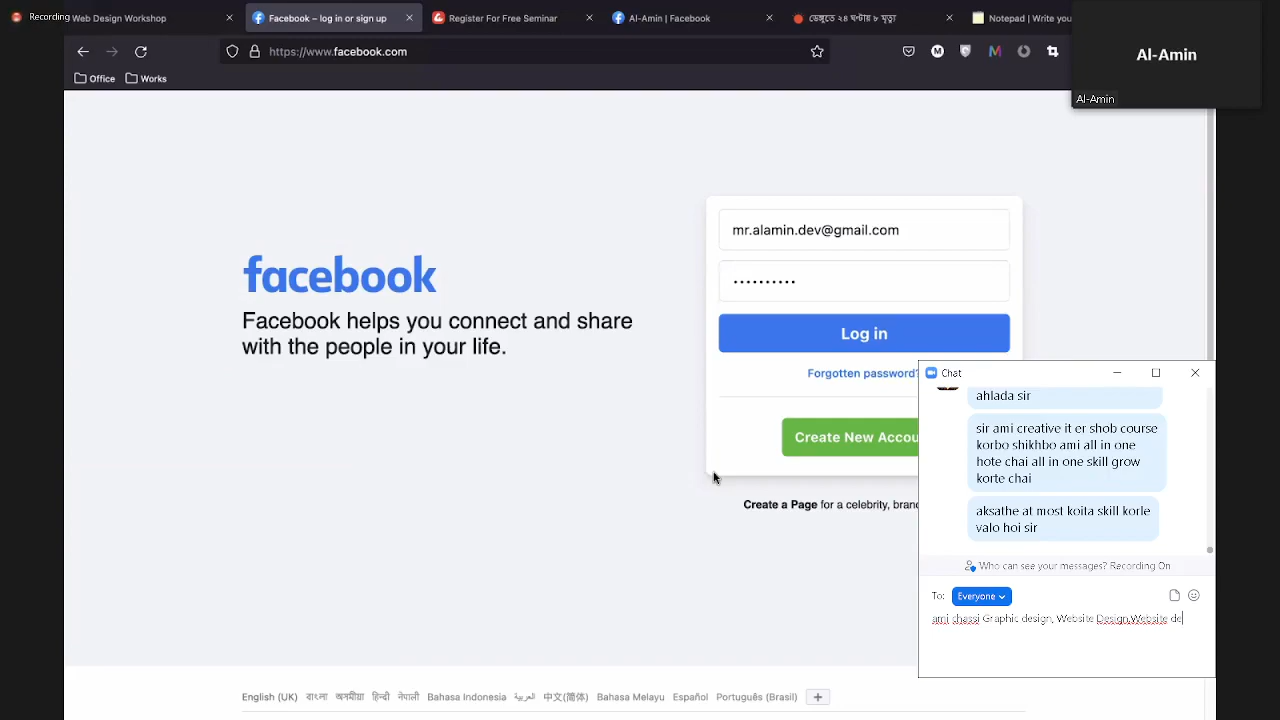 Recording
Web Design Workshop
Facebook – log in or sign up
Register For Free Seminar
Al-Amin | Facebook
ডেঙ্গুতে ২৪ ঘণ্টায় ৮ মৃত্যু
Notepad | Write you
https://www.facebook.com
Office
Works
Al-Amin
Al-Amin
facebook
Facebook helps you connect and share
with the people in your life.
mr.alamin.dev@gmail.com
Log in
Forgotten password?
Create New Accou
Create a Page for a celebrity, bran
Chat
ahlada sir
sir ami creative it er shob course
korbo shikhbo ami all in one
hote chai all in one skill grow
korte chai
aksathe at most koita skill korle
valo hoi sir
Who can see your messages? Recording On
To: Everyone
ami chassi Graphic design, Website Design,Website de
English (UK) বাংলা অসমীয়া हिन्दी नेपाली Bahasa Indonesia العربية 中文(简体) Bahasa Melayu Español Português (Brasil)